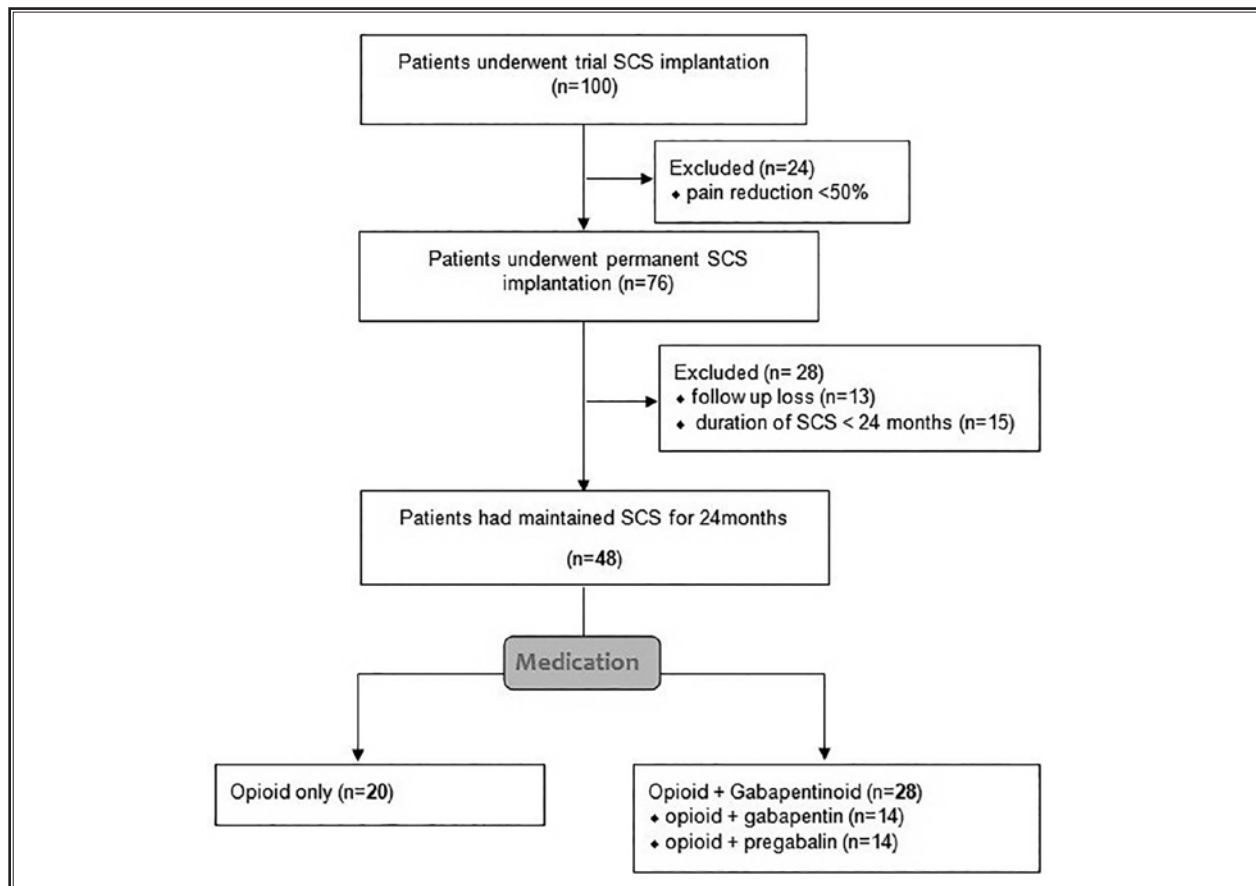 Patients underwent trial SCS implantation
(n=100)
Excluded (n=24)
◆ pain reduction <50%
Patients underwent permanent SCS
implantation (n=76)
Excluded (n= 28)
◆ follow up loss (n=13)
◆ duration of SCS < 24 months (n=15)
Patients had maintained SCS for 24months
(n=48)
Medication
Opioid only (n=20)
Opioid + Gabapentinoid (n=28)
◆ opioid + gabapentin (n=14)
◆ opioid + pregabalin (n=14)